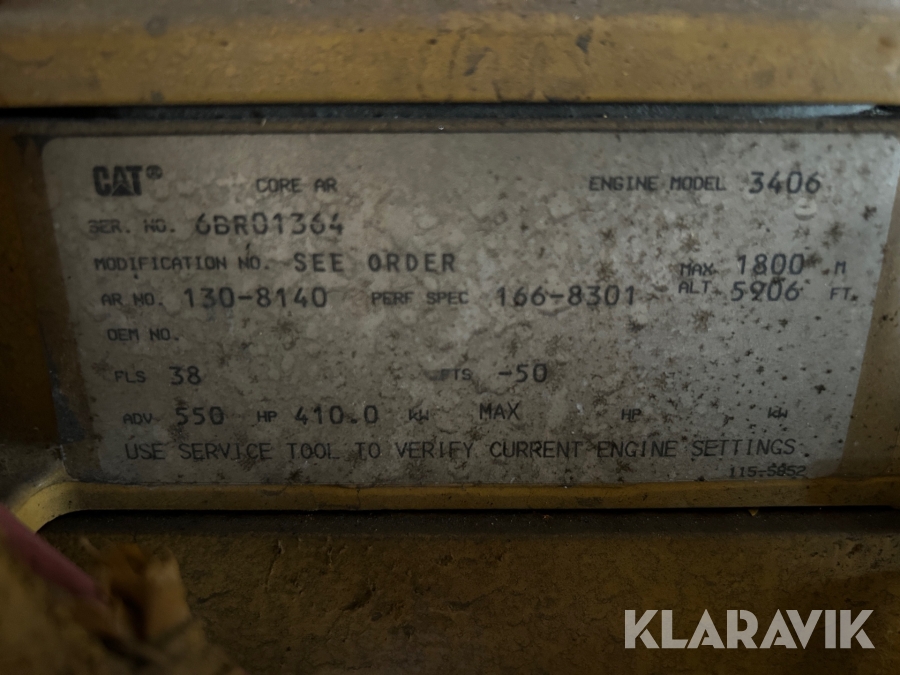 CAT® CORE AR ENGINE MODEL 3406
SER. NO. 6BR01364
MODIFICATION NO. SEE ORDER MAX 1800 M
AR NO. 130-8140 PERF SPEC 166-8301 ALT. 5906 FT.
OEM NO.
FLS 38 FTS -50
ADV 550 HP 410.0 kW MAX HP kW
USE SERVICE TOOL TO VERIFY CURRENT ENGINE SETTINGS
115-5852
KLARAVIK